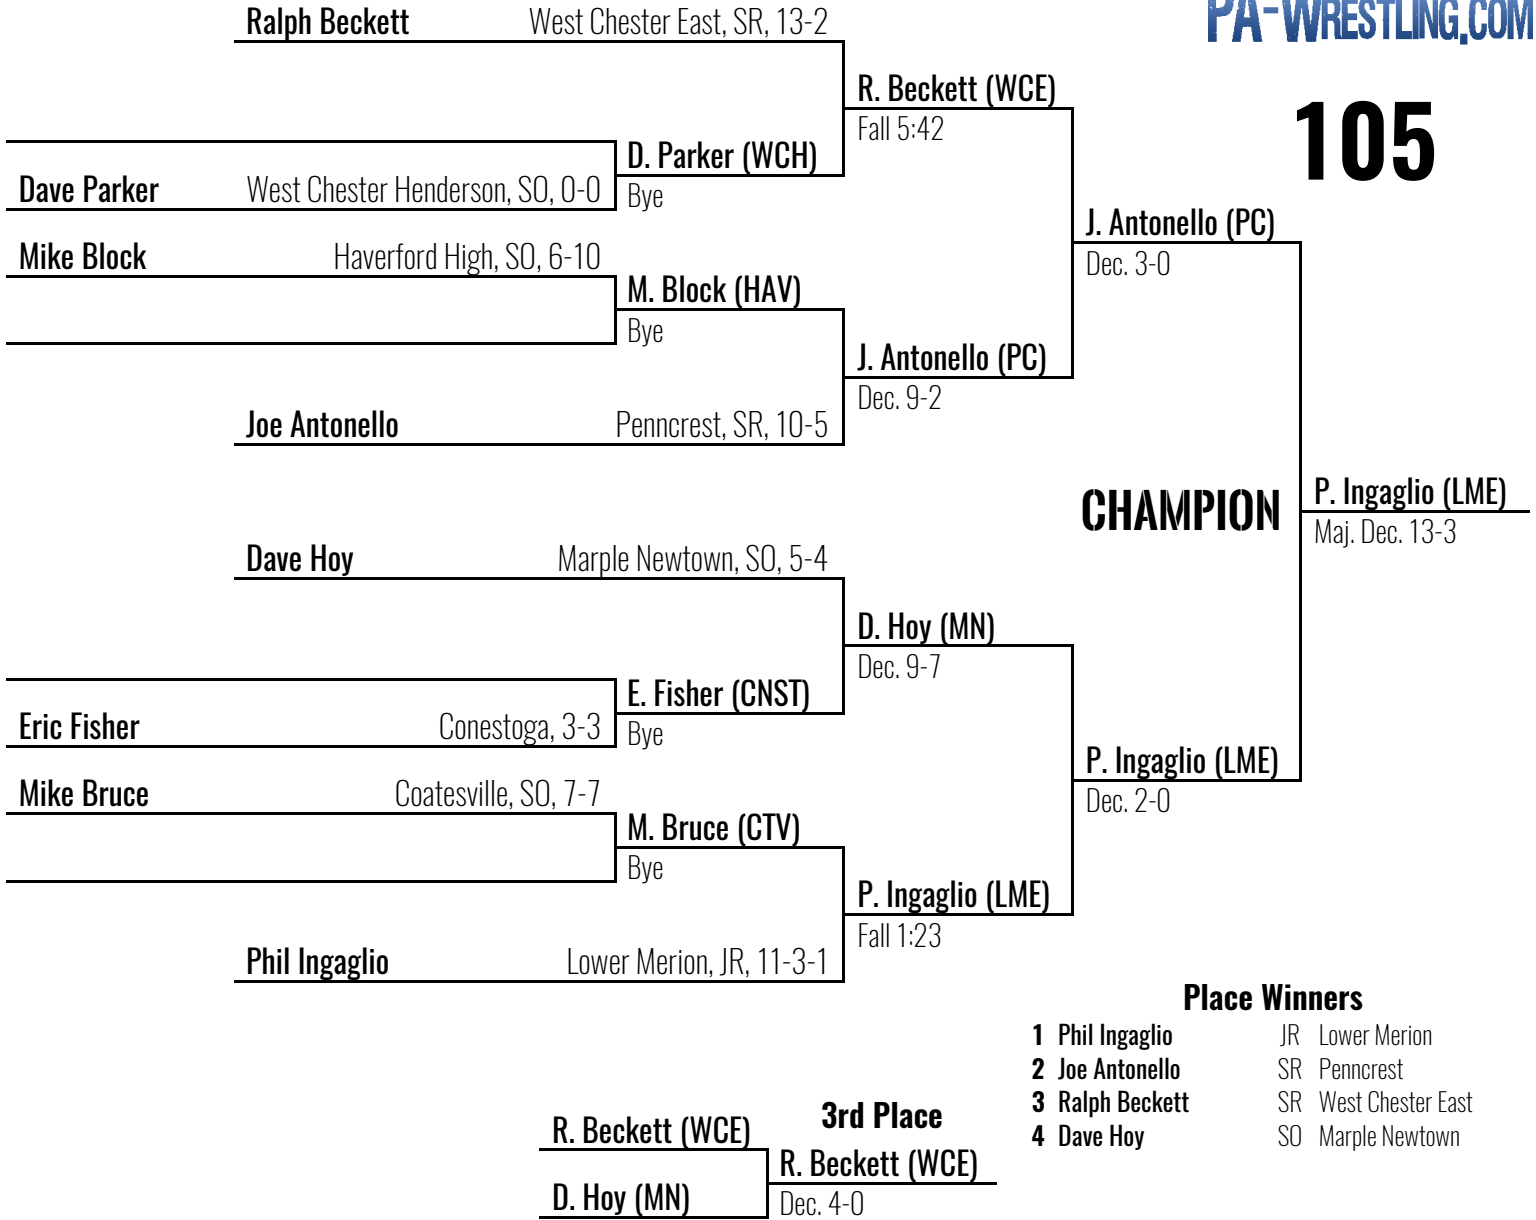 Ralph Beckett West Chester East, SR, 13-2
PA-WRESTLING.COM
R. Beckett (WCE)
Fall 5:42
105
D. Parker (WCH)
Dave Parker West Chester Henderson, SO, 0-0
Bye
J. Antonello (PC)
Dec. 3-0
Mike Block Haverford High, SO, 6-10
M. Block (HAV)
Bye
J. Antonello (PC)
Dec. 9-2
Joe Antonello Penncrest, SR, 10-5
CHAMPION
P. Ingaglio (LME)
Maj. Dec. 13-3
Dave Hoy Marple Newtown, SO, 5-4
D. Hoy (MN)
Dec. 9-7
E. Fisher (CNST)
Eric Fisher Conestoga, 3-3
Bye
P. Ingaglio (LME)
Dec. 2-0
Mike Bruce Coatesville, SO, 7-7
M. Bruce (CTV)
Bye
P. Ingaglio (LME)
Fall 1:23
Phil Ingaglio Lower Merion, JR, 11-3-1
Place Winners
1 Phil Ingaglio JR Lower Merion
2 Joe Antonello SR Penncrest
3 Ralph Beckett SR West Chester East
4 Dave Hoy SO Marple Newtown
3rd Place
R. Beckett (WCE)
R. Beckett (WCE)
D. Hoy (MN)
Dec. 4-0